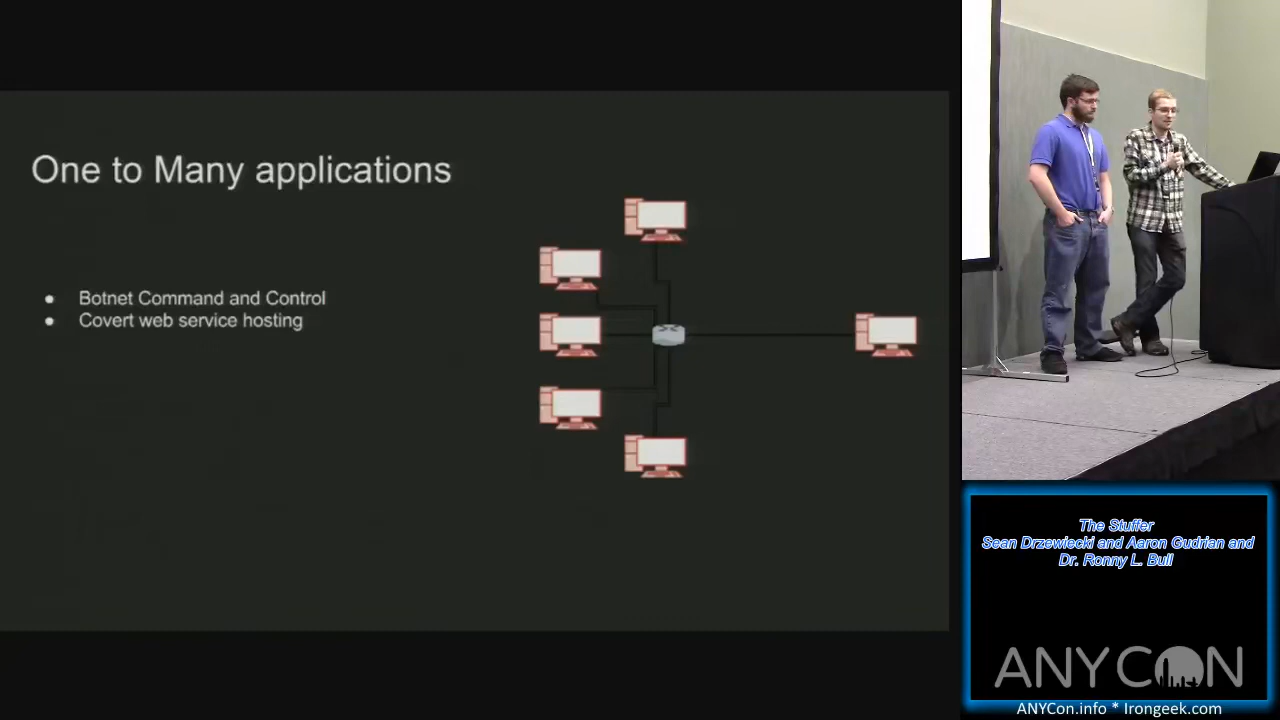 One to Many applications
Botnet Command and Control
Covert web service hosting
The Stuffer
Sean Drzewiecki and Aaron Gudrian and
Dr. Ronny L. Bull
ANYCON
ANYCon.info * Irongeek.com